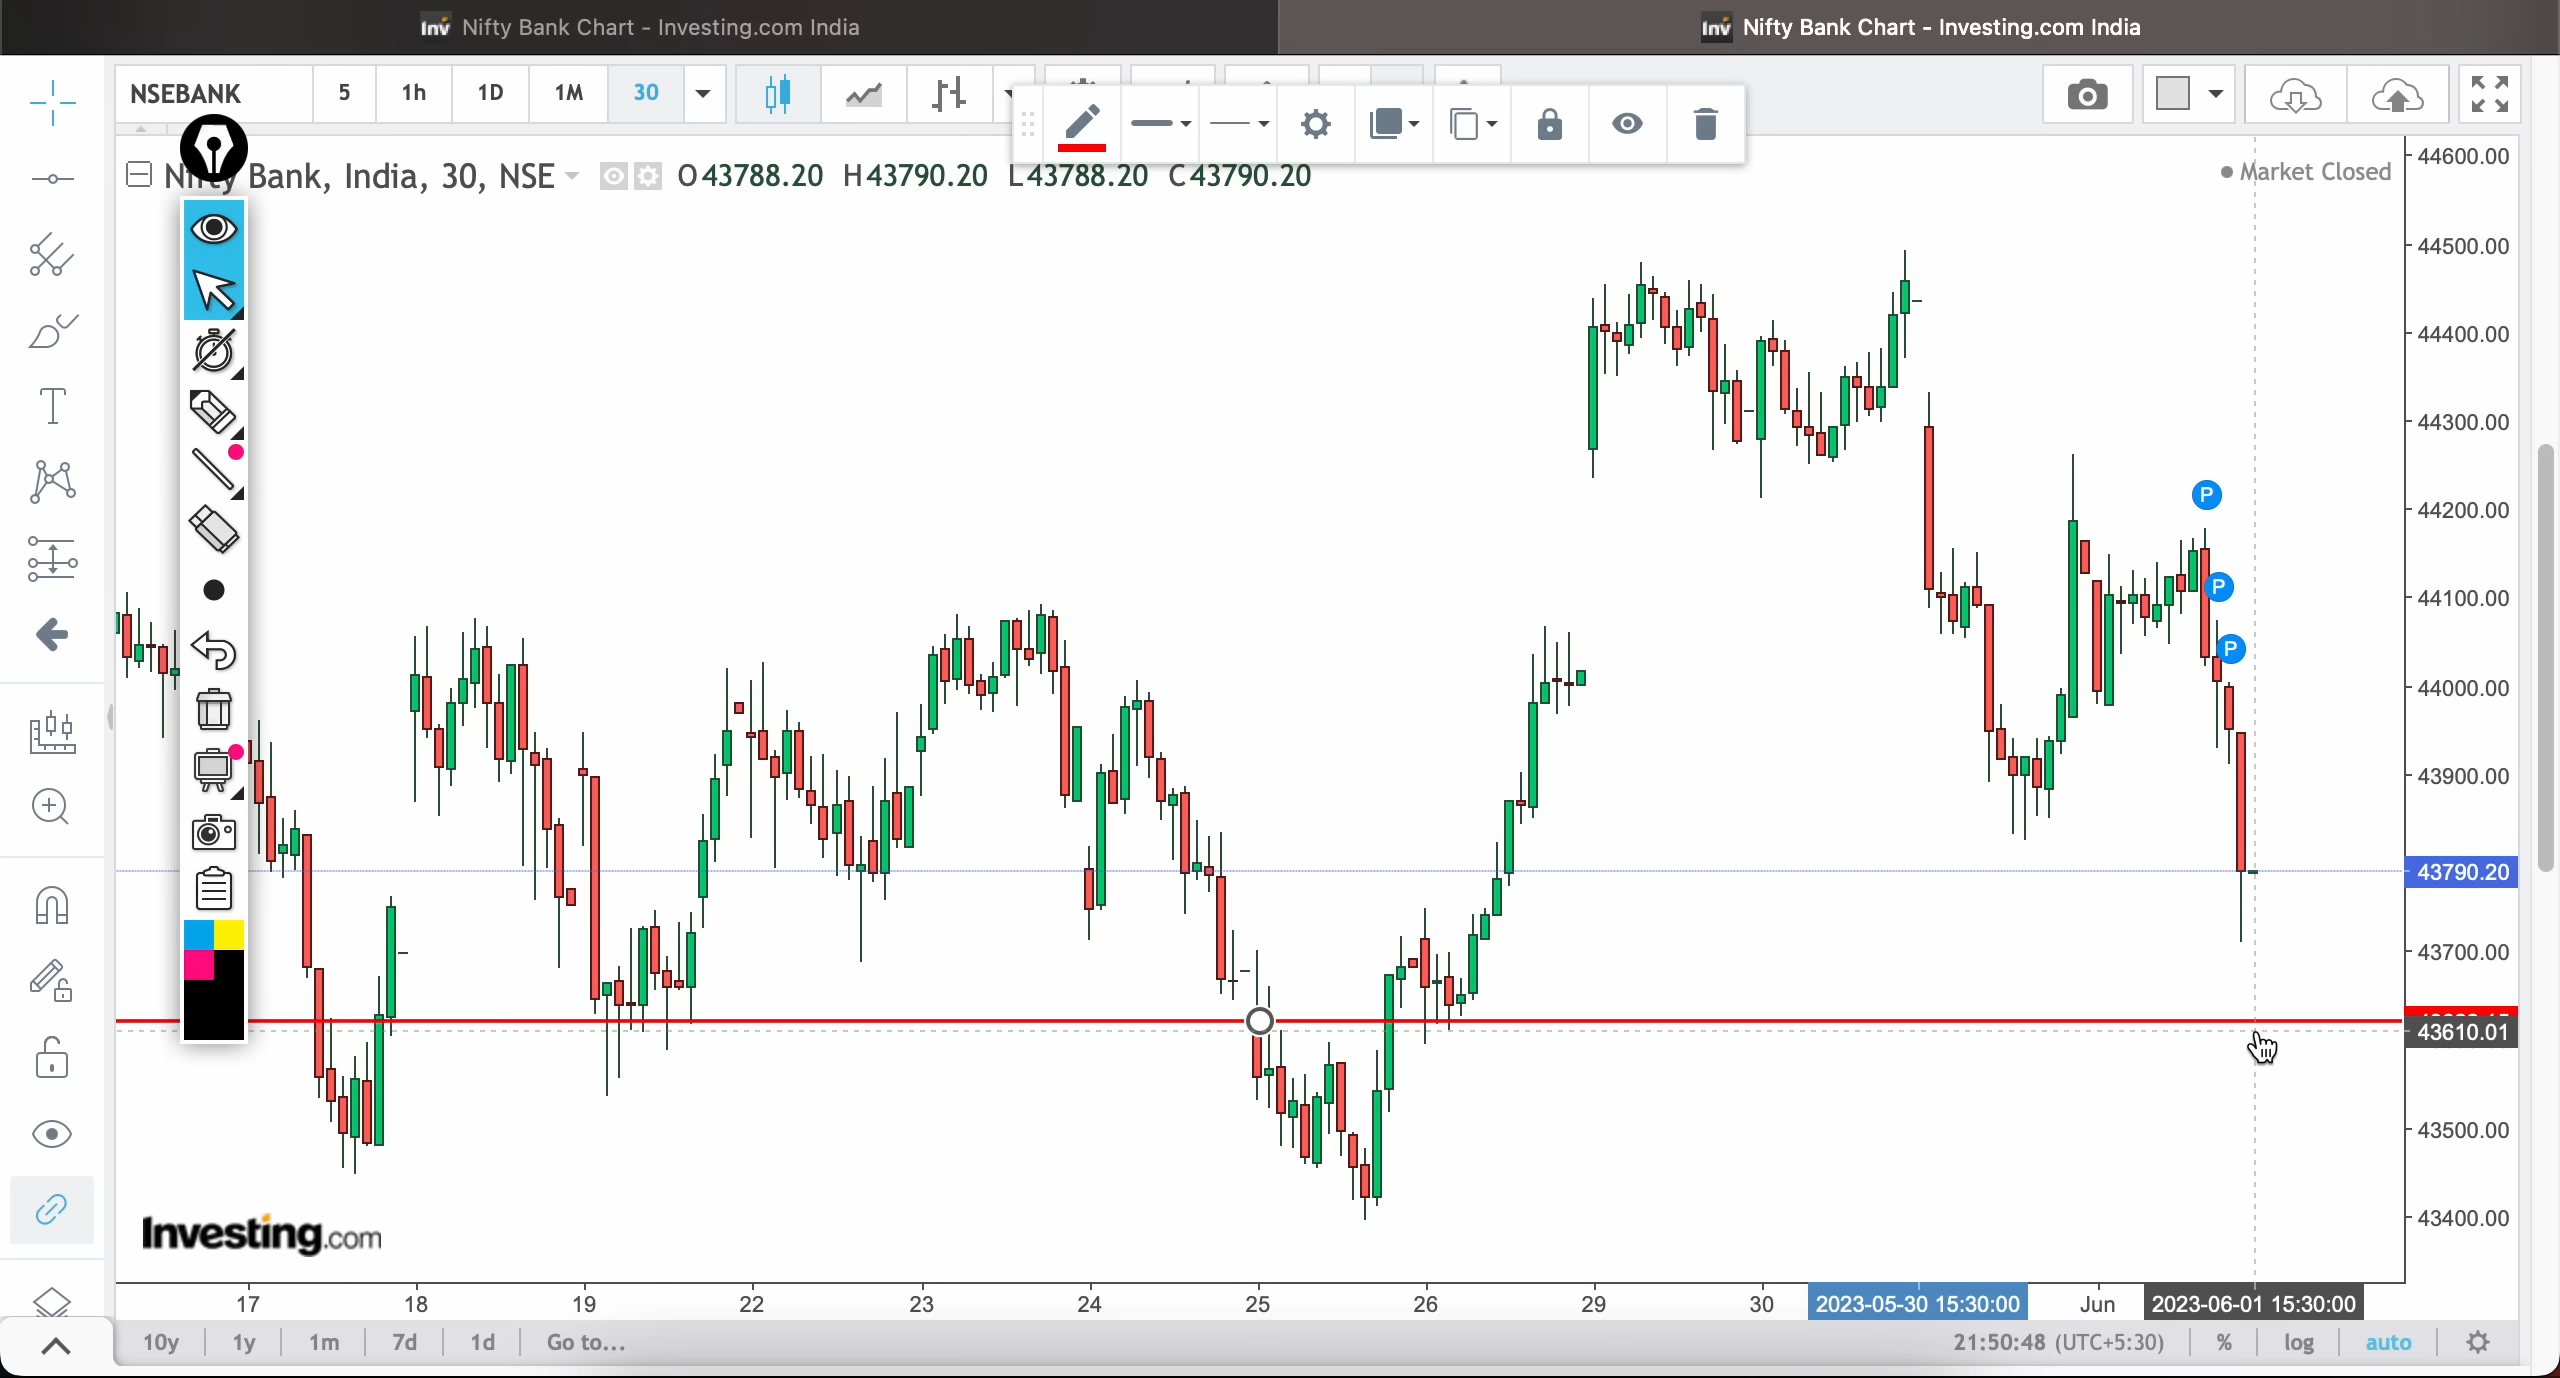 Nifty Bank Chart - Investing.com India
Nifty Bank Chart - Investing.com India
NSEBANK 5 1h 1D 1M 30
Nifty Bank, India, 30, NSE O43788.20 H43790.20 L43788.20 C43790.20
Market Closed
44600.00
44500.00
44400.00
44300.00
44200.00
44100.00
44000.00
43900.00
43790.20
43700.00
43610.01
43500.00
43400.00
P
P
P
T
Investing.com
17 18 19 22 23 24 25 26 29 30 2023-05-30 15:30:00 Jun 2023-06-01 15:30:00
10y 1y 1m 7d 1d Go to... 21:50:48 (UTC+5:30) % log auto